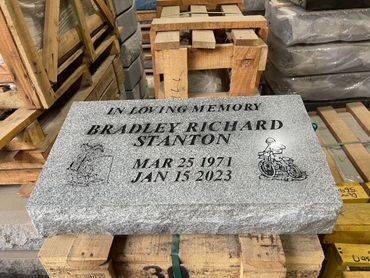 IN LOVING MEMORY
BRADLEY RICHARD
STANTON
MAR 25 1971
JAN 15 2023